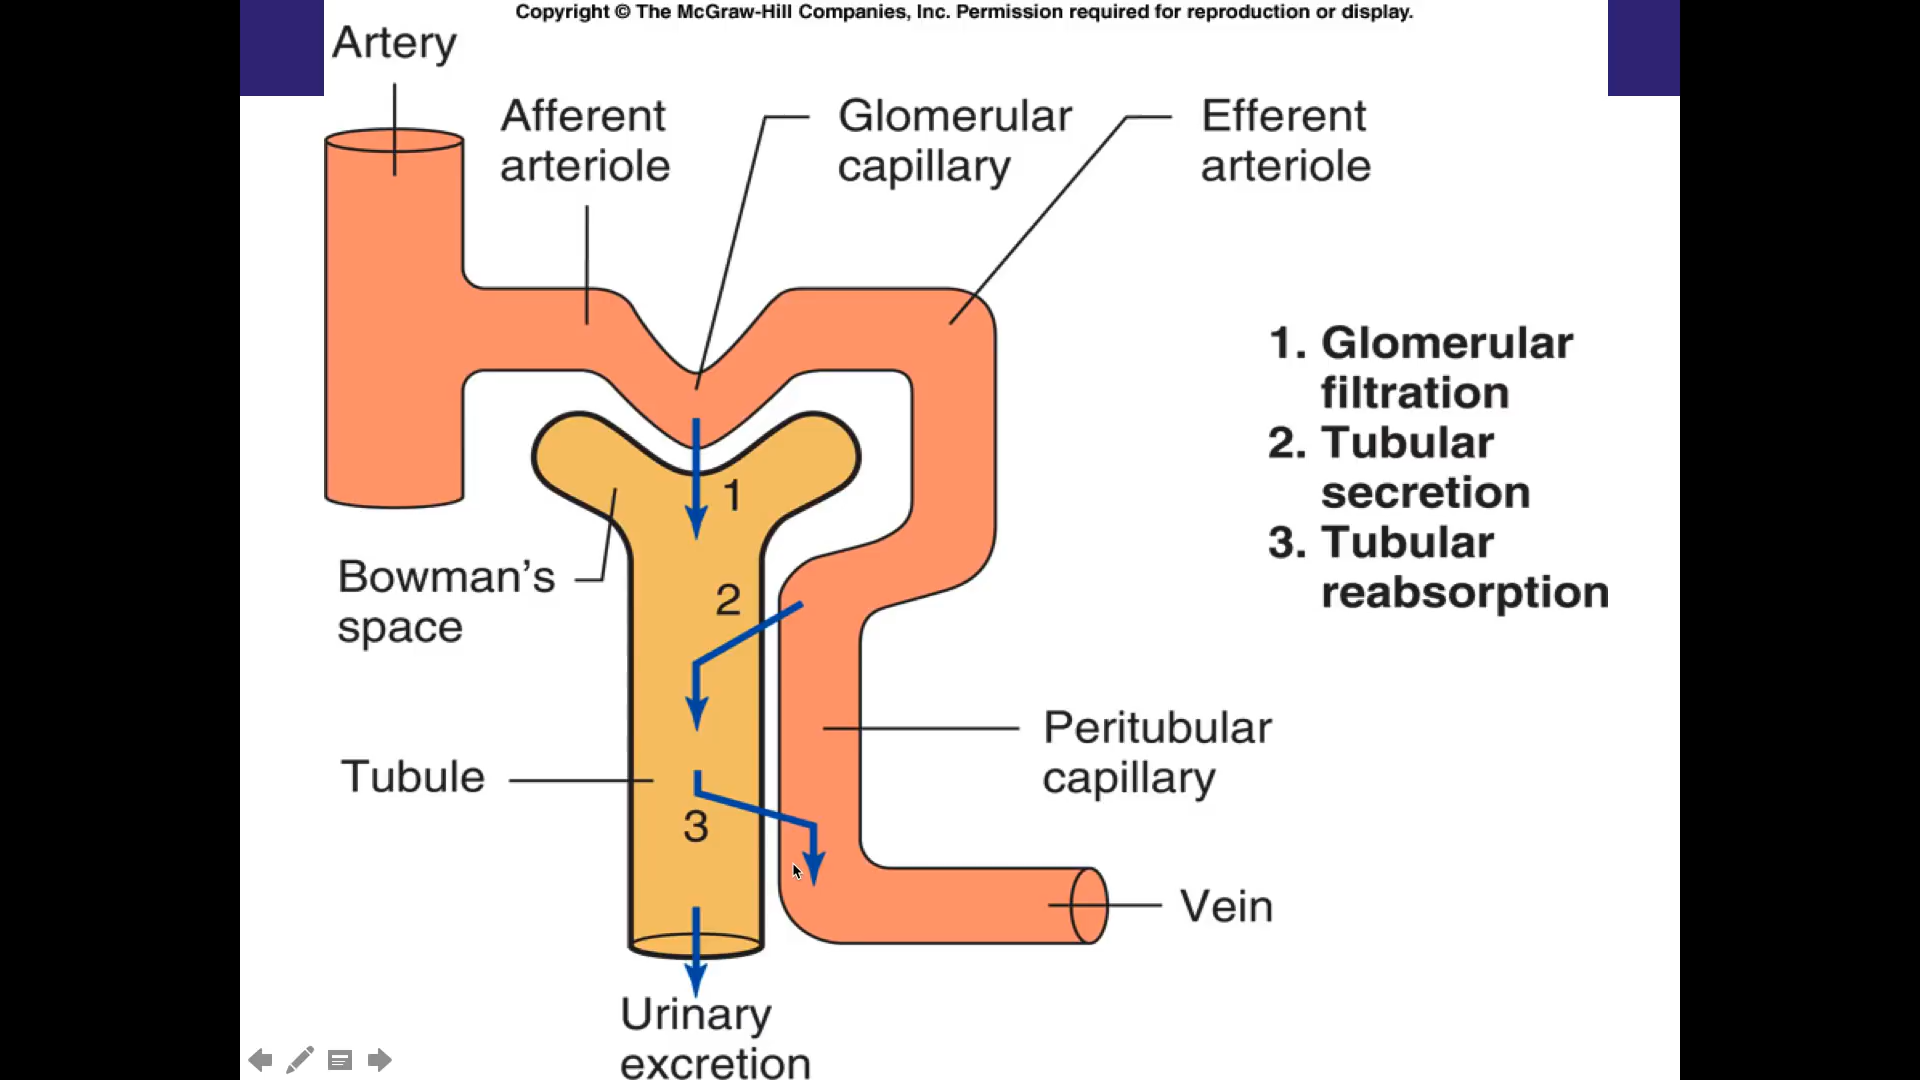 Copyright © The McGraw-Hill Companies, Inc. Permission required for reproduction or display.
Artery
Afferent
arteriole
Glomerular
capillary
Efferent
arteriole
1. Glomerular
filtration
2. Tubular
secretion
3. Tubular
reabsorption
1
Bowman's
space
2
Tubule
3
Peritubular
capillary
Vein
Urinary
excretion